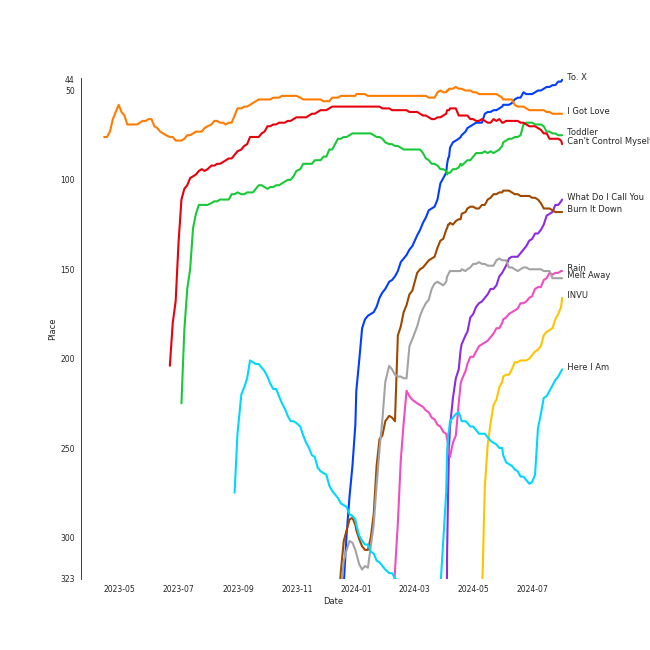 44
50
100
150
200
250
300
323
Place
2023-05
2023-07
2023-09
2023-11
2024-01
2024-03
2024-05
2024-07
Date
To. X
I Got Love
Toddler
Can't Control Mysel
What Do I Call You
Burn It Down
Rain
Melt Away
INVU
Here I Am